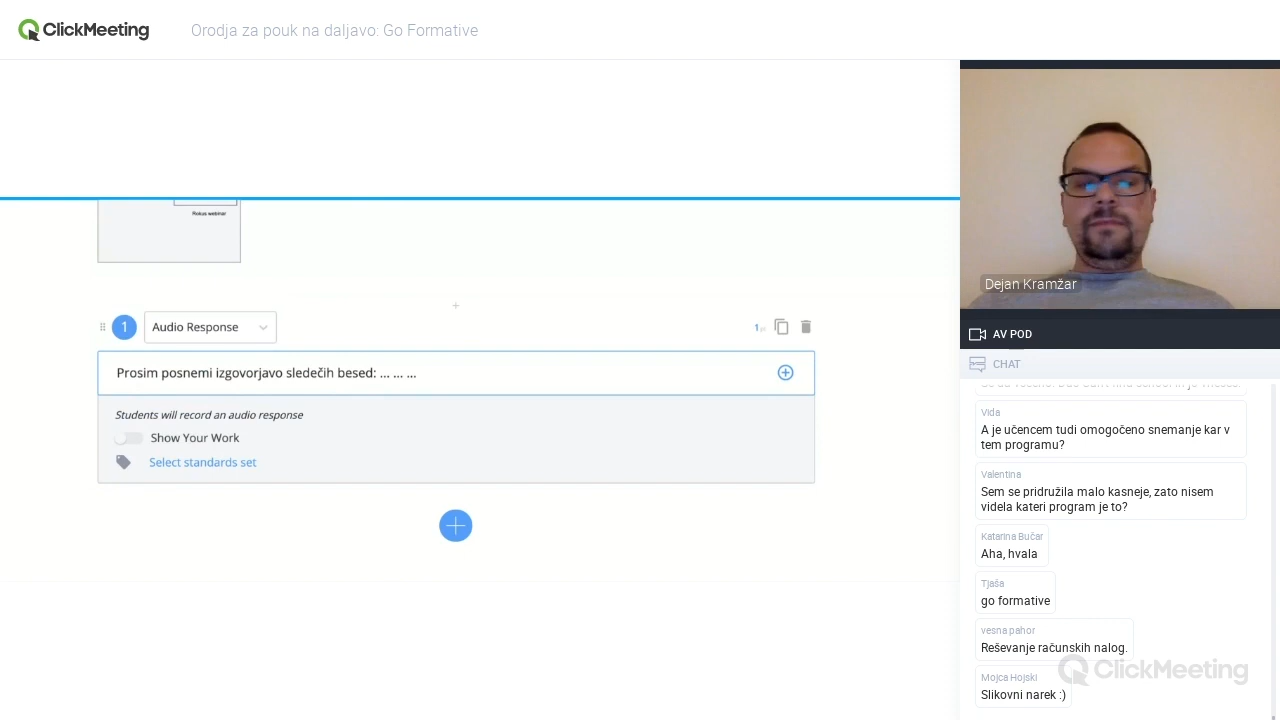 ClickMeeting
Orodja za pouk na daljavo: Go Formative
Rokus webinar
1
Audio Response
1
Prosim posnemi izgovorjavo sledečih besed: ... ... ...
Students will record an audio response
Show Your Work
Select standards set
Dejan Kramžar
AV POD
CHAT
Vida
A je učencem tudi omogočeno snemanje kar v
tem programu?
Valentina
Sem se pridružila malo kasneje, zato nisem
videla kateri program je to?
Katarina Bučar
Aha, hvala
Tjaša
go formative
vesna pahor
Reševanje računskih nalog.
Mojca Hojski
Slikovni narek :)
ClickMeeting